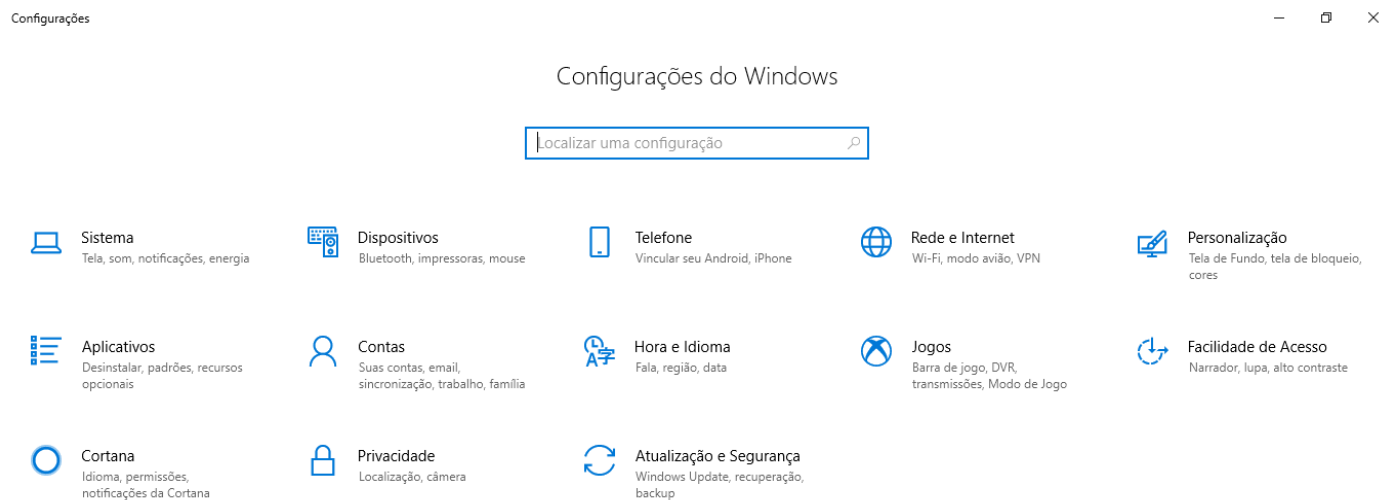 Configurações
Configurações do Windows
Localizar uma configuração
Sistema
Tela, som, notificações, energia
Dispositivos
Bluetooth, impressoras, mouse
Telefone
Vincular seu Android, iPhone
Rede e Internet
Wi-Fi, modo avião, VPN
Personalização
Tela de Fundo, tela de bloqueio,
cores
Aplicativos
Desinstalar, padrões, recursos
opcionais
Contas
Suas contas, email,
sincronização, trabalho, família
Hora e Idioma
Fala, região, data
Jogos
Barra de jogo, DVR,
transmissões, Modo de Jogo
Facilidade de Acesso
Narrador, lupa, alto contraste
Cortana
Idioma, permissões,
notificações da Cortana
Privacidade
Localização, câmera
Atualização e Segurança
Windows Update, recuperação,
backup